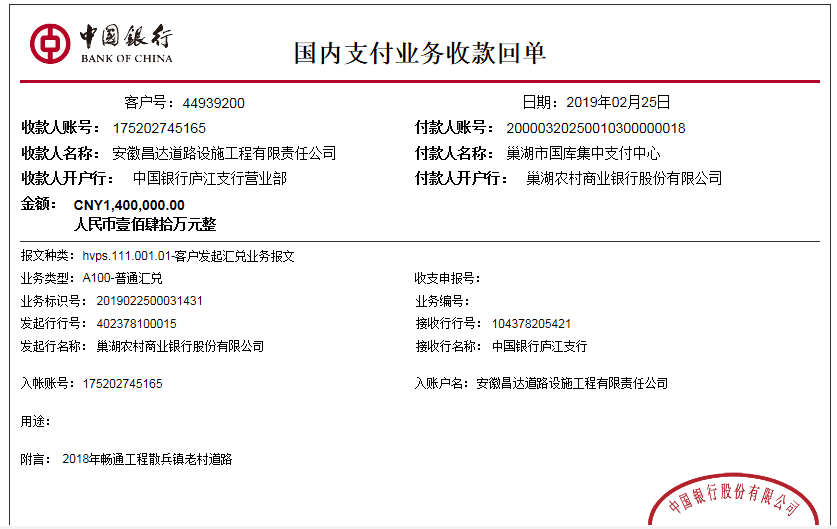 中国银行
BANK OF CHINA
国内支付业务收款回单
客户号：44939200 日期：2019年02月25日
收款人账号：175202745165 付款人账号：20000320250010300000018
收款人名称：安徽昌达道路设施工程有限责任公司 付款人名称：巢湖市国库集中支付中心
收款人开户行：中国银行庐江支行营业部 付款人开户行：巢湖农村商业银行股份有限公司
金额：CNY1,400,000.00
人民币壹佰肆拾万元整
报文种类：hvps.111.001.01-客户发起汇兑业务报文
业务类型：A100-普通汇兑 收支申报号：
业务标识号：2019022500031431 业务编号：
发起行行号：402378100015 接收行行号：104378205421
发起行名称：巢湖农村商业银行股份有限公司 接收行名称：中国银行庐江支行
入帐账号：175202745165 入账户名：安徽昌达道路设施工程有限责任公司
用途：
附言：2018年畅通工程散兵镇老村道路
中国银行股份有限公司